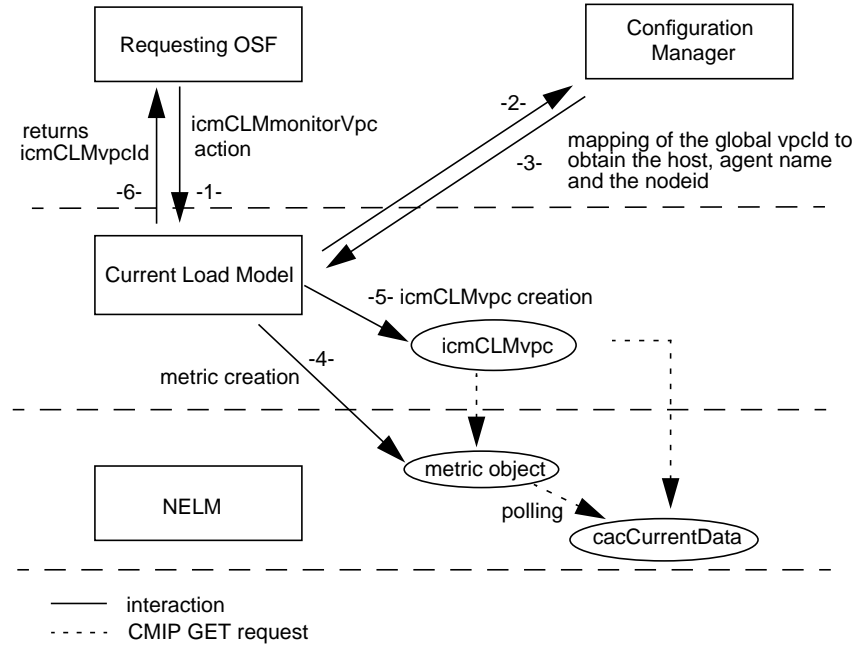 Requesting OSF
Configuration
Manager
returns
icmCLMvpcId
icmCLMmonitorVpc
action
-6-
-1-
-2-
-3-
mapping of the global vpcId to
obtain the host, agent name
and the nodeid
Current Load Model
-5- icmCLMvpc creation
icmCLMvpc
-4-
metric creation
metric object
NELM
polling
cacCurrentData
interaction
CMIP GET request